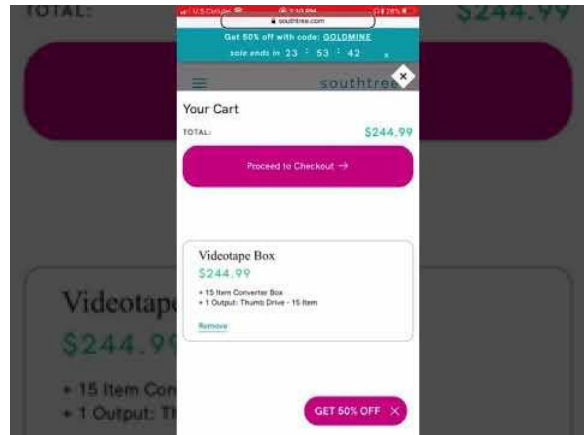 TOTAL:
$244.99
southtree.com
Get 50% off with code: GOLDMINE
sale ends in 23 : 53 : 42 x
southtree
Your Cart
TOTAL:
$244.99
Proceed to Checkout →
Videotape Box
$244.99
+ 15 Item Converter Box
+ 1 Output: Thumb Drive - 15 Item
Remove
GET 50% OFF X
Videotape
$244.99
+ 15 Item Con
+ 1 Output: Th